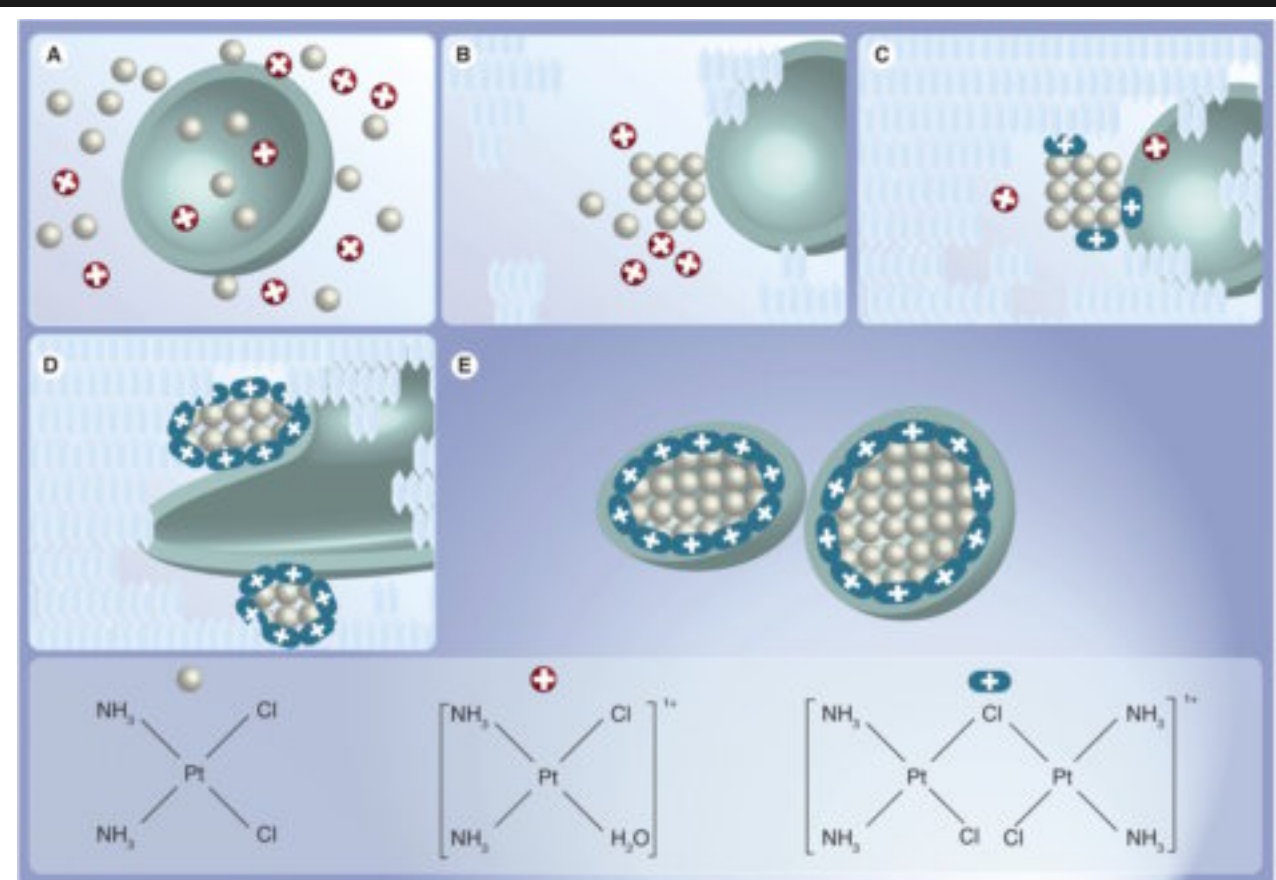 A
B
C
D
E
NH₃ Cl
Pt
NH₃ Cl
NH₃ Cl 1+
Pt
NH₃ H₂O
NH₃ Cl NH₃ 1+
Pt Pt
NH₃ Cl Cl NH₃